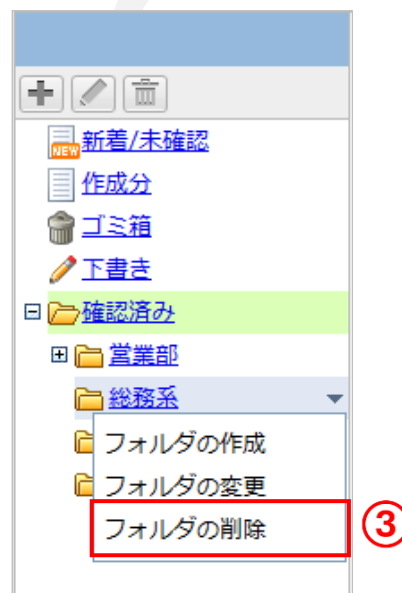 NEW
新着/未確認
作成分
ゴミ箱
下書き
確認済み
営業部
総務系
フォルダの作成
フォルダの変更
フォルダの削除
③